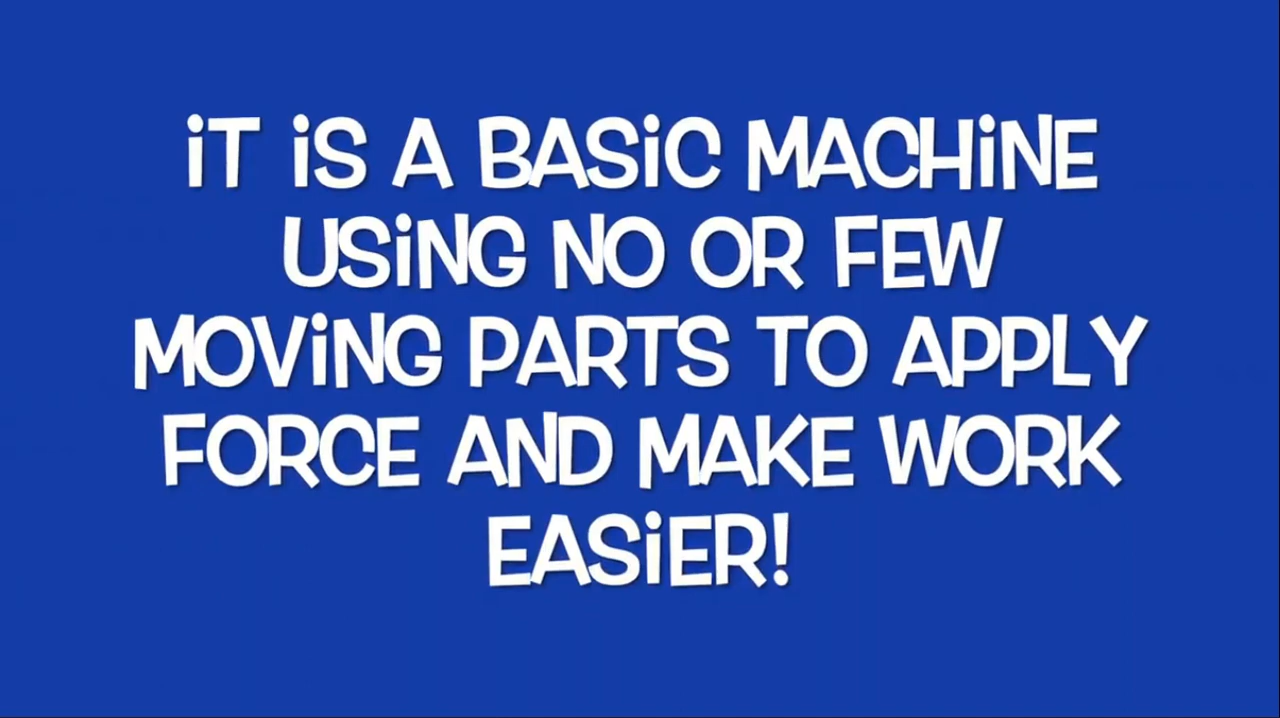 iT iS A BASiC MACHiNE
USiNG NO OR FEW
MOViNG PARTS TO APPLY
FORCE AND MAKE WORK
EASiER!